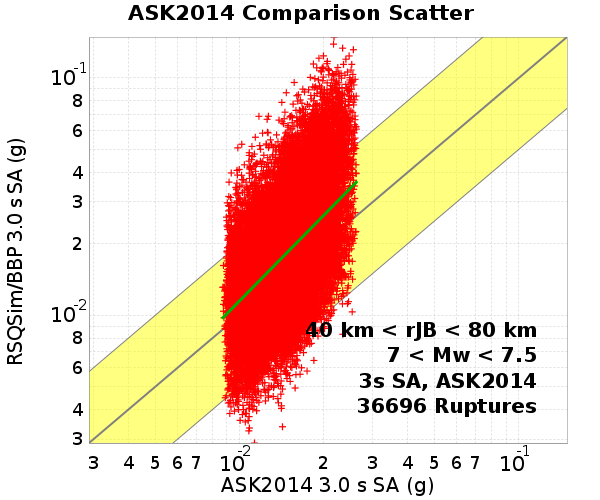 ASK2014 Comparison Scatter
RSQSim/BBP 3.0 s SA (g)
10^-1
8
6
4
3
2
10^-2
8
6
4
3
40 km < rJB < 80 km
7 < Mw < 7.5
3s SA, ASK2014
36696 Ruptures
3 4 5 6 7 10^-2 2 3 4 5 6 7 10^-1
ASK2014 3.0 s SA (g)